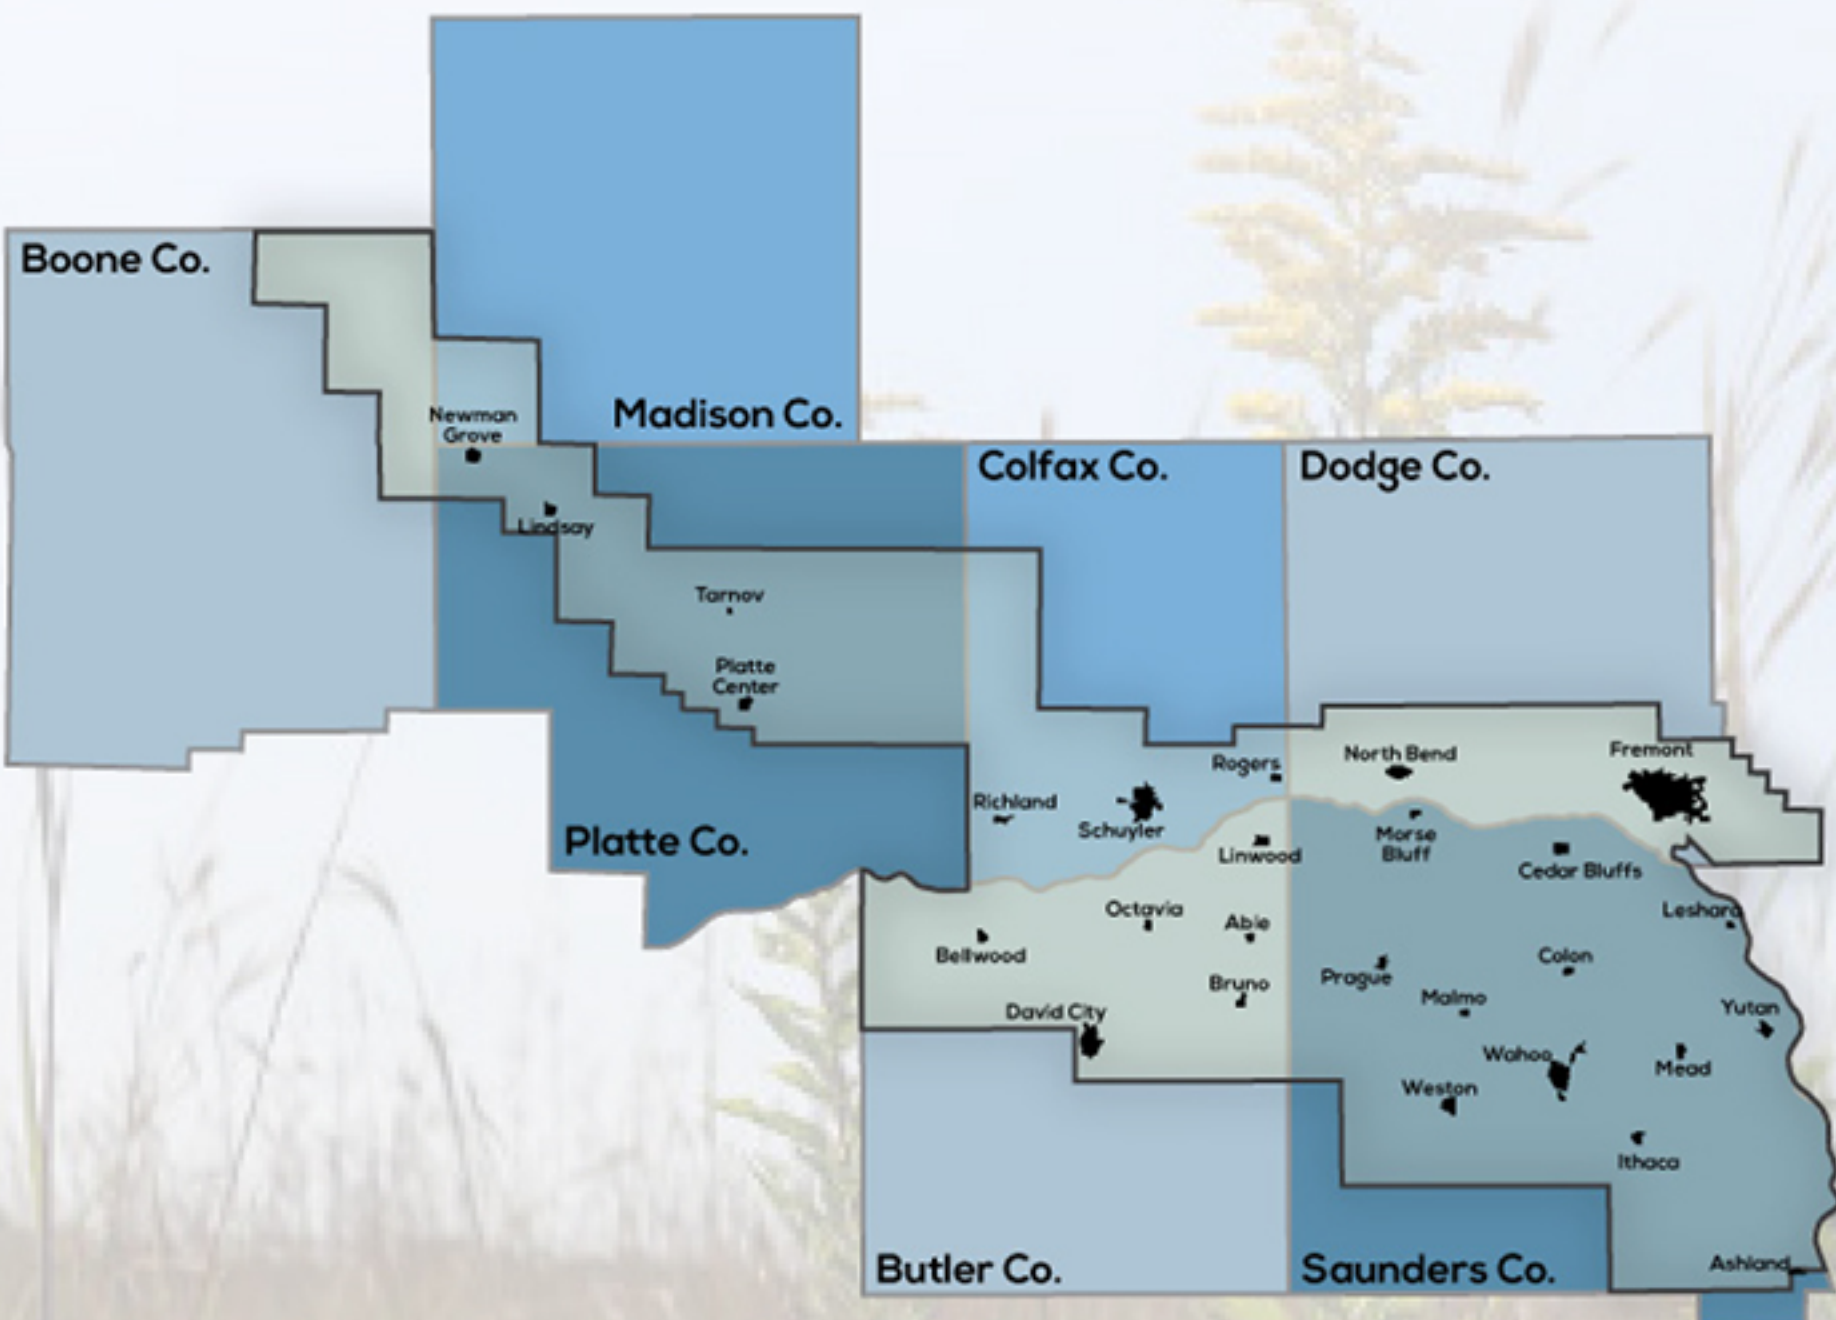 Boone Co.
Madison Co.
Newman
Grove
Colfax Co.
Dodge Co.
Lindsay
Tarnov
Platte
Center
North Bend
Fremont
Rogers
Richland
Schuyler
Platte Co.
Linwood
Morse
Bluff
Cedar Bluffs
Octavia
Abie
Leshara
Bellwood
Bruno
Prague
Colon
Malmo
David City
Yutan
Wahoo
Mead
Weston
Ithaca
Butler Co.
Saunders Co.
Ashland